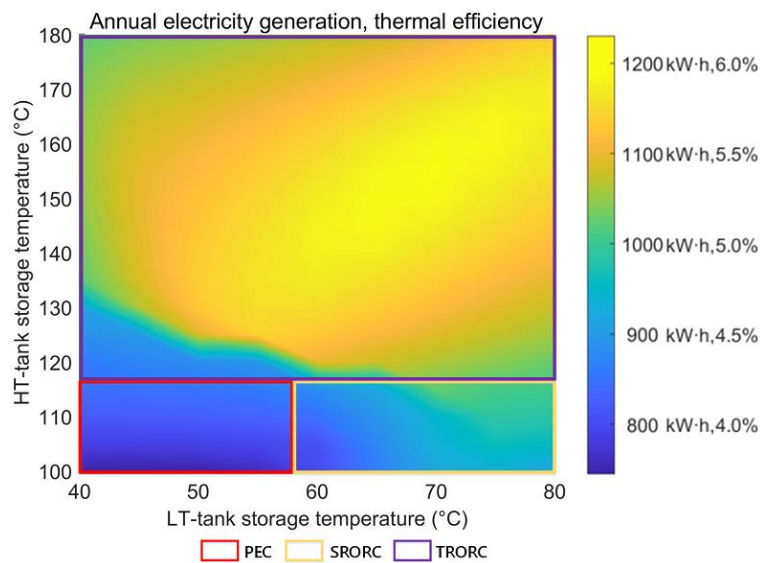 Annual electricity generation, thermal efficiency
HT-tank storage temperature (°C)
180
170
160
150
140
130
120
110
100
40 50 60 70 80
LT-tank storage temperature (°C)
1200 kW·h,6.0%
1100 kW·h,5.5%
1000 kW·h,5.0%
900 kW·h,4.5%
800 kW·h,4.0%
PEC SRORC TRORC